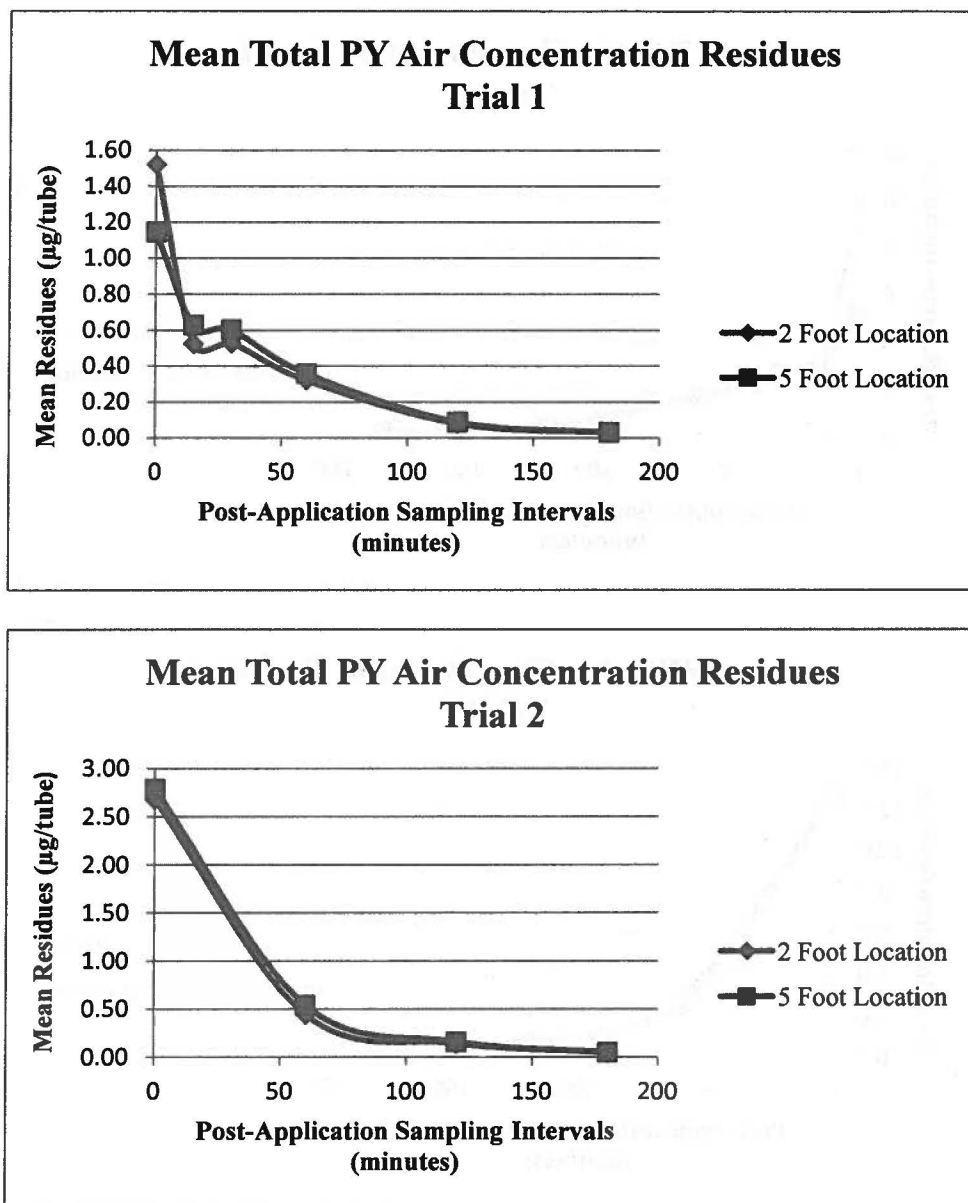 Mean Total PY Air Concentration Residues
Trial 1
Mean Residues (µg/tube)
1.60
1.40
1.20
1.00
0.80
0.60
0.40
0.20
0.00
0 50 100 150 200
Post-Application Sampling Intervals
(minutes)
2 Foot Location
5 Foot Location
Mean Total PY Air Concentration Residues
Trial 2
Mean Residues (µg/tube)
3.00
2.50
2.00
1.50
1.00
0.50
0.00
0 50 100 150 200
Post-Application Sampling Intervals
(minutes)
2 Foot Location
5 Foot Location